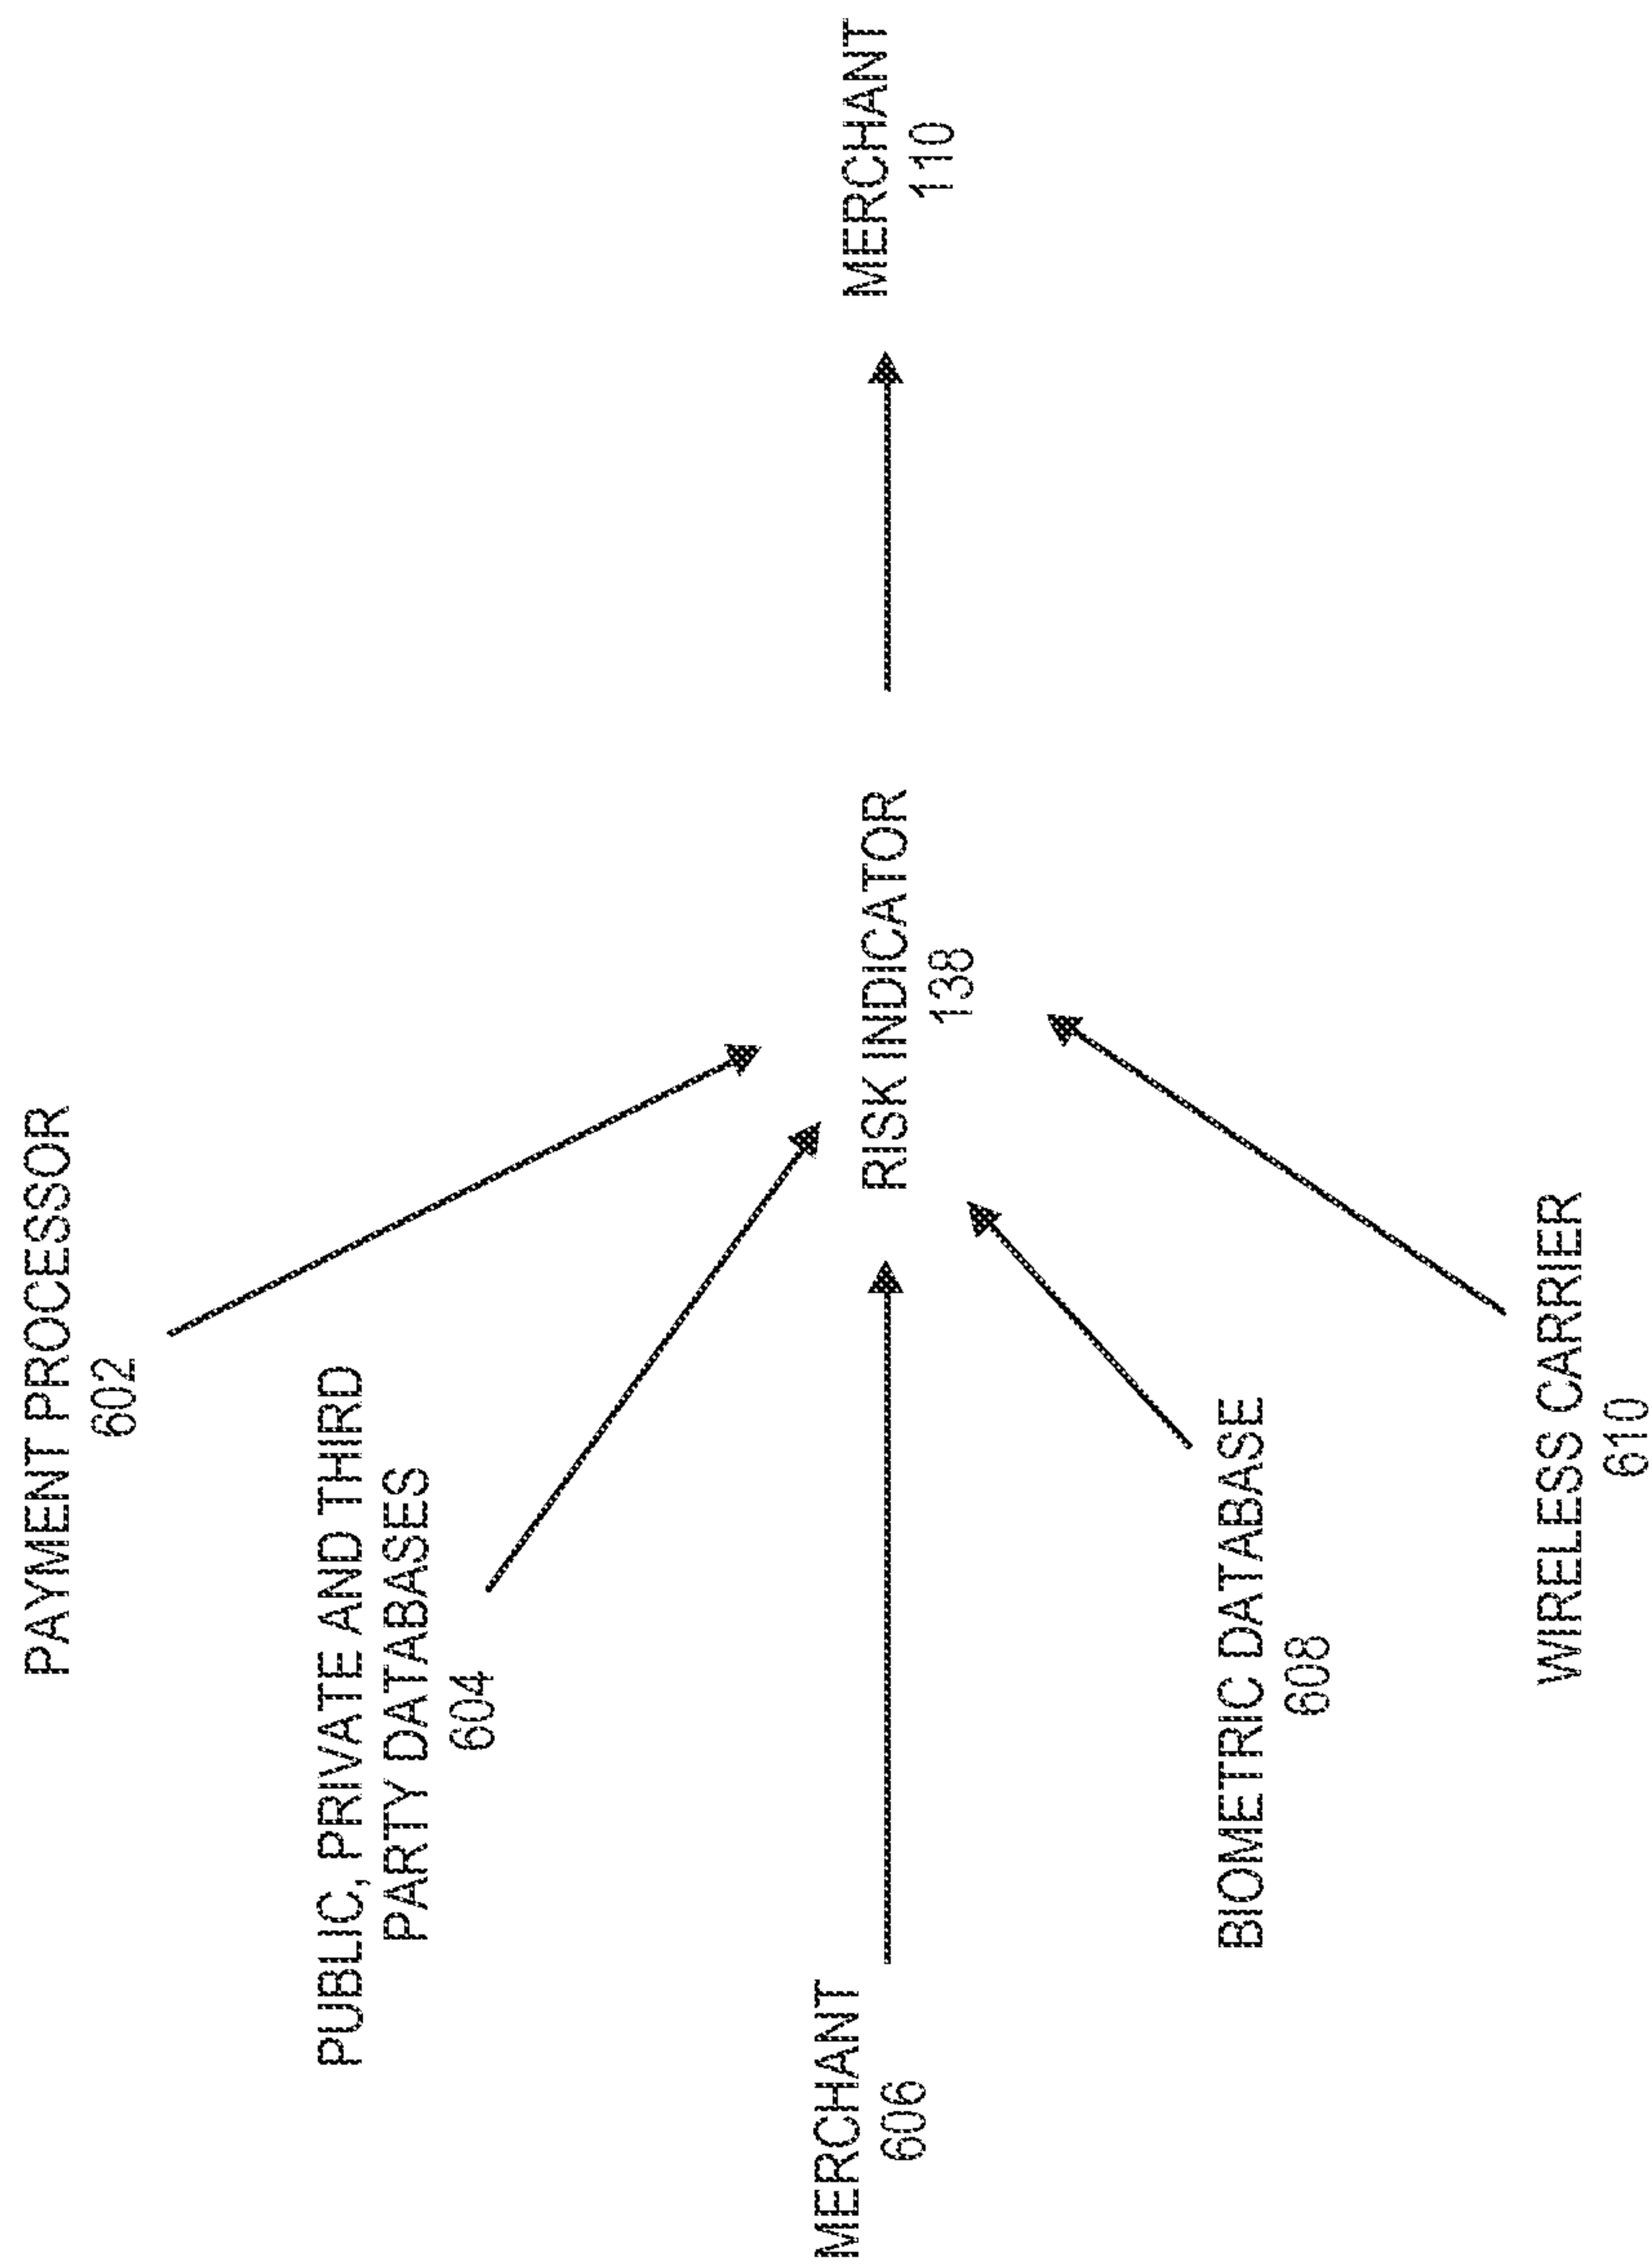 PAYMENT PROCESSOR
602
PUBLIC, PRIVATE AND THIRD
PARTY DATABASES
604
MERCHANT
606
RISK INDICATOR
138
MERCHANT
110
BIOMETRIC DATABASE
608
WIRELESS CARRIER
610